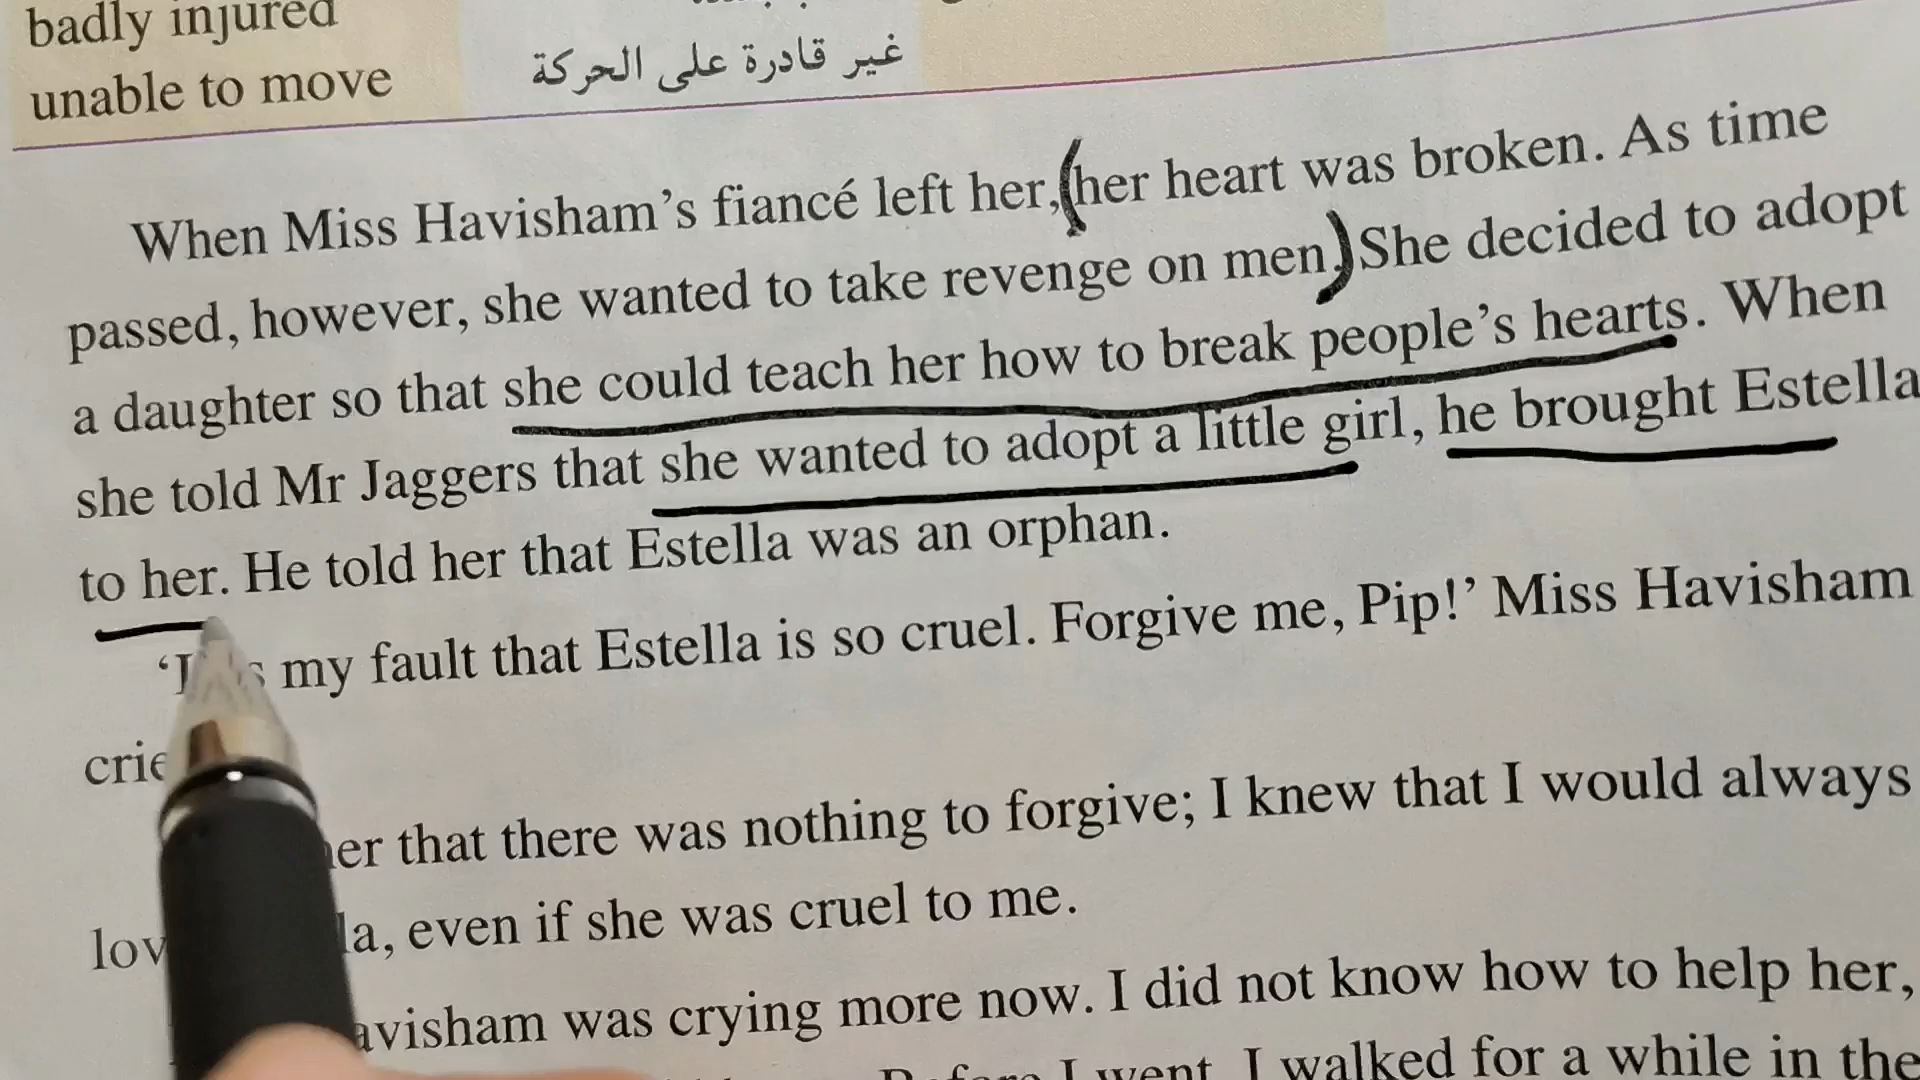 badly injured
unable to move
غير قادرة على الحركة
When Miss Havisham's fiancé left her, (her heart was broken. As time
passed, however, she wanted to take revenge on men.) She decided to adopt
a daughter so that she could teach her how to break people's hearts. When
she told Mr Jaggers that she wanted to adopt a little girl, he brought Estella
to her. He told her that Estella was an orphan.
my fault that Estella is so cruel. Forgive me, Pip!' Miss Havisham
that there was nothing to forgive; I knew that I would always
even if she was cruel to me.
was crying more now. I did not know how to help her,
I went, I walked for a while in the